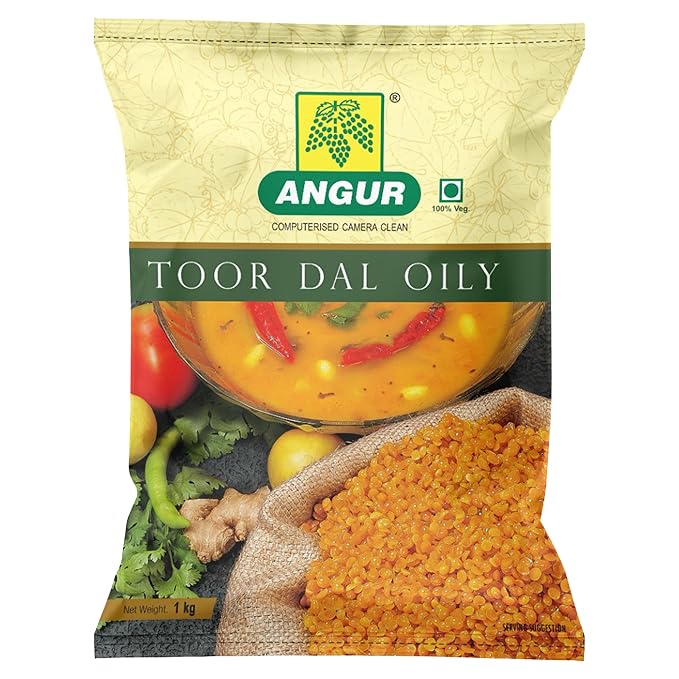 ®
ANGUR
100% Veg.
COMPUTERISED CAMERA CLEAN
TOOR DAL OILY
Net Weight. 1 kg
SERVING SUGGESTION